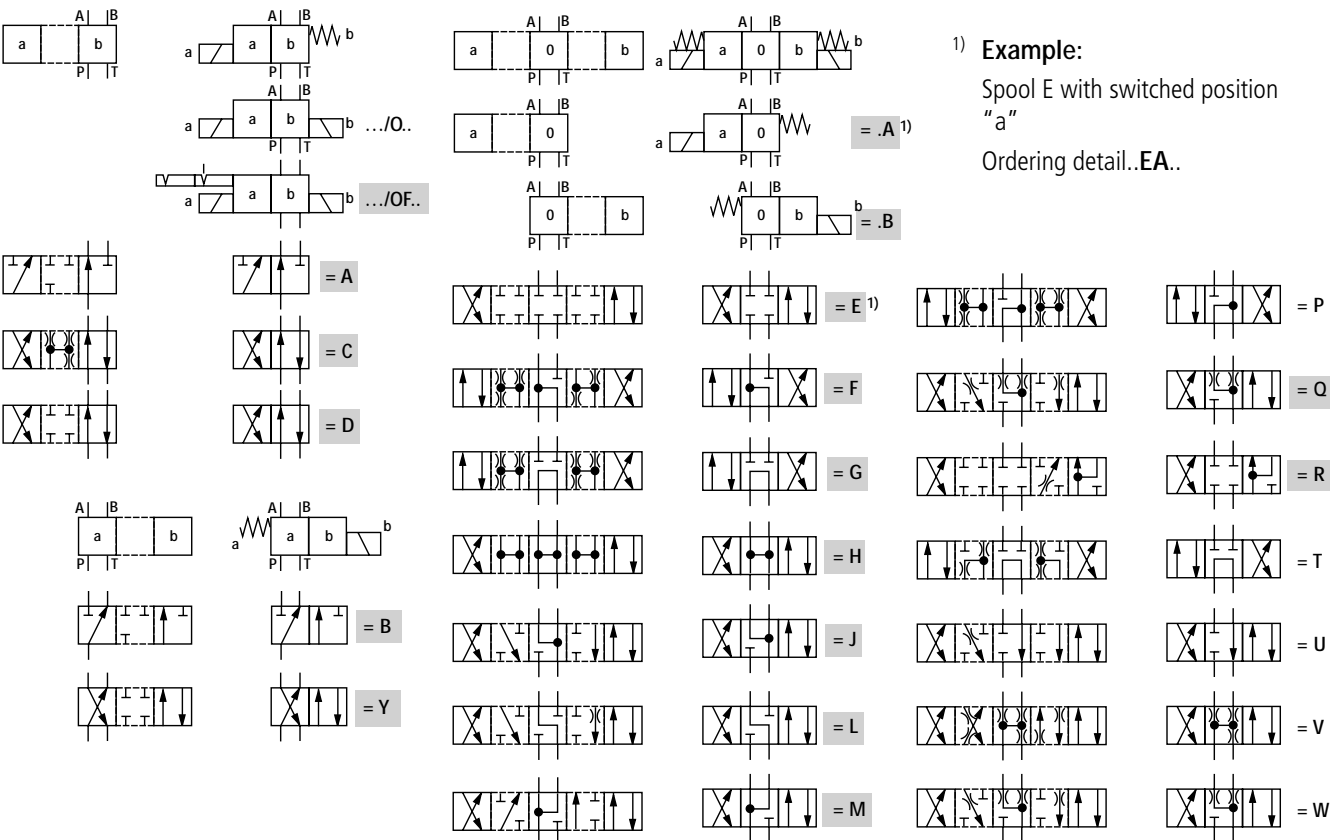 A B
a b
P T
A B
a a b b
P T
A B
a a b b .../O..
P T
a a b b .../OF..
= A
= C
= D
A B
a b
P T
A B
a a b b
P T
= B
= Y
A B
a 0 b
P T
A B
a a 0 b b
P T
A B
a 0
P T
A B
a a 0 = .A 1)
P T
A B
0 b
P T
A B
0 b b = .B
P T
= E 1)
= F
= G
= H
= J
= L
= M
1) Example:
Spool E with switched position
"a"
Ordering detail..EA..
= P
= Q
= R
= T
= U
= V
= W